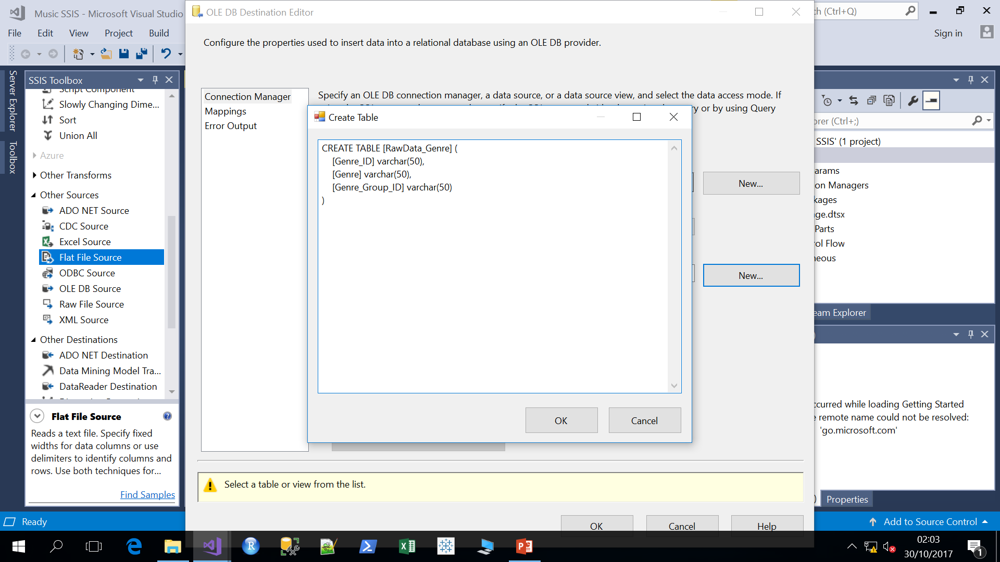 Music SSIS - Microsoft Visual Studio
File Edit View Project Build
OLE DB Destination Editor
Configure the properties used to insert data into a relational database using an OLE DB provider.
Connection Manager
Mappings
Error Output
Specify an OLE DB connection manager, a data source, or a data source view, and select the data access mode. If
ry or by using Query
Create Table
CREATE TABLE [RawData_Genre] (
[Genre_ID] varchar(50),
[Genre] varchar(50),
[Genre_Group_ID] varchar(50)
)
OK Cancel
New...
New...
Select a table or view from the list.
OK Cancel Help
Server Explorer
Toolbox
SSIS Toolbox
Script Component
Slowly Changing Dime...
Sort
Union All
Azure
Other Transforms
Other Sources
ADO NET Source
CDC Source
Excel Source
Flat File Source
ODBC Source
OLE DB Source
Raw File Source
XML Source
Other Destinations
ADO NET Destination
Data Mining Model Tra...
DataReader Destination
Flat File Source
Reads a text file. Specify fixed
widths for data columns or use
delimiters to identify columns and
rows. Use both techniques for...
Find Samples
Ready
ch (Ctrl+Q)
Sign in
orer (Ctrl+;)
SSIS' (1 project)
arams
on Managers
kages
ge.dtsx
Parts
rol Flow
neous
eam Explorer
ccurred while loading Getting Started
e remote name could not be resolved:
'go.microsoft.com'
) Properties
Add to Source Control
02:03
30/10/2017
1